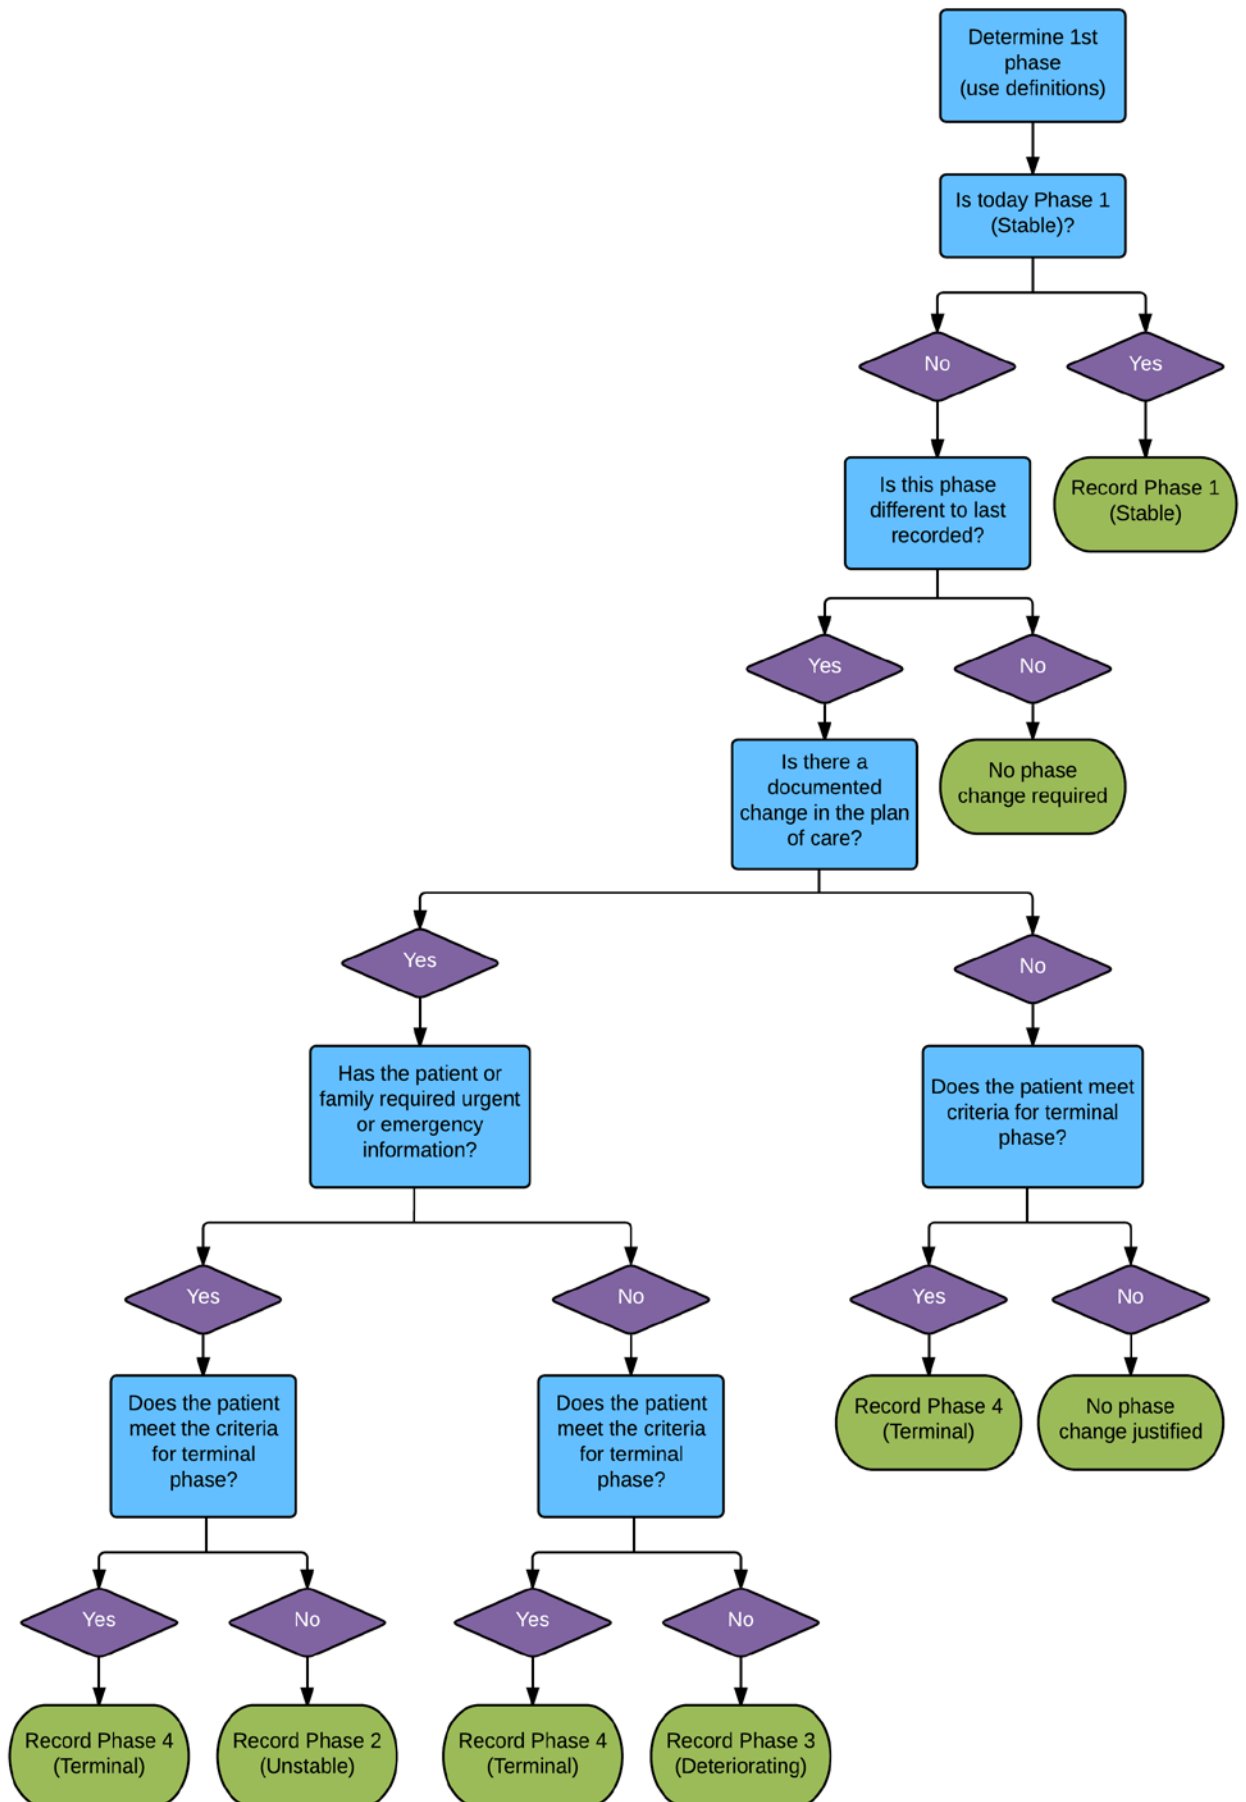 Determine 1st
phase
(use definitions)
Is today Phase 1
(Stable)?
No
Yes
Is this phase
different to last
recorded?
Record Phase 1
(Stable)
Yes
No
Is there a
documented
change in the plan
of care?
No phase
change required
Yes
No
Has the patient or
family required urgent
or emergency
information?
Does the patient meet
criteria for terminal
phase?
Yes
No
Yes
No
Does the patient
meet the criteria
for terminal
phase?
Does the patient
meet the criteria
for terminal
phase?
Record Phase 4
(Terminal)
No phase
change justified
Yes
No
Yes
No
Record Phase 4
(Terminal)
Record Phase 2
(Unstable)
Record Phase 4
(Terminal)
Record Phase 3
(Deteriorating)